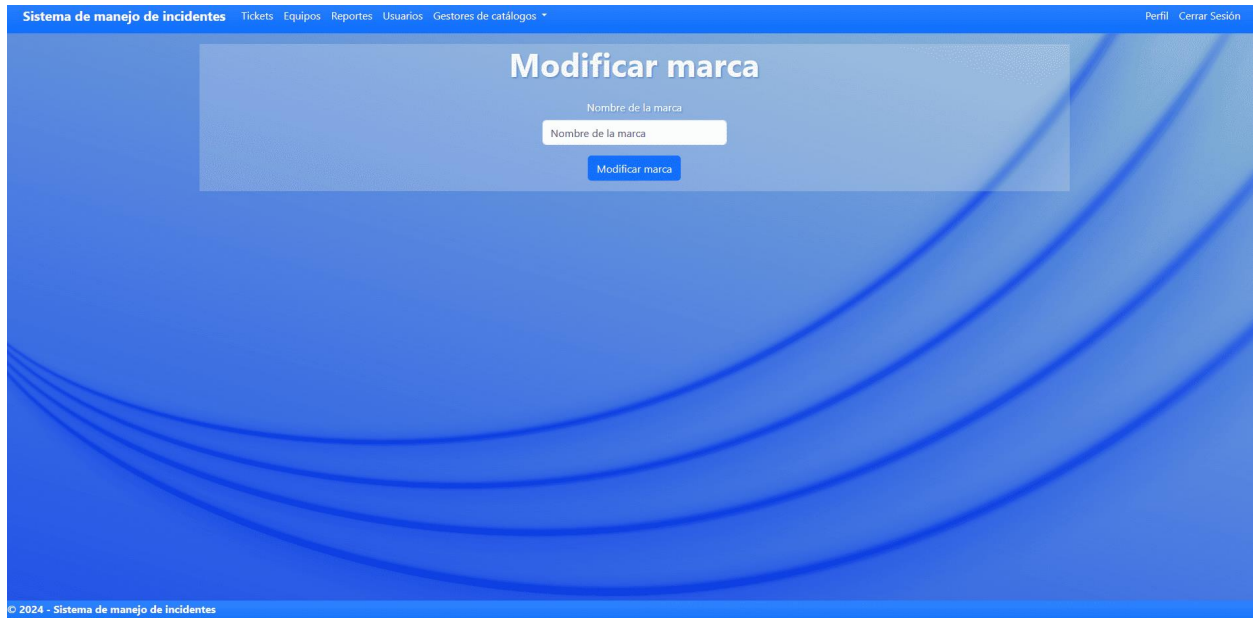 Sistema de manejo de incidentes Tickets Equipos Reportes Usuarios Gestores de catálogos Perfil Cerrar Sesión
Modificar marca
Nombre de la marca
Nombre de la marca
Modificar marca
© 2024 - Sistema de manejo de incidentes